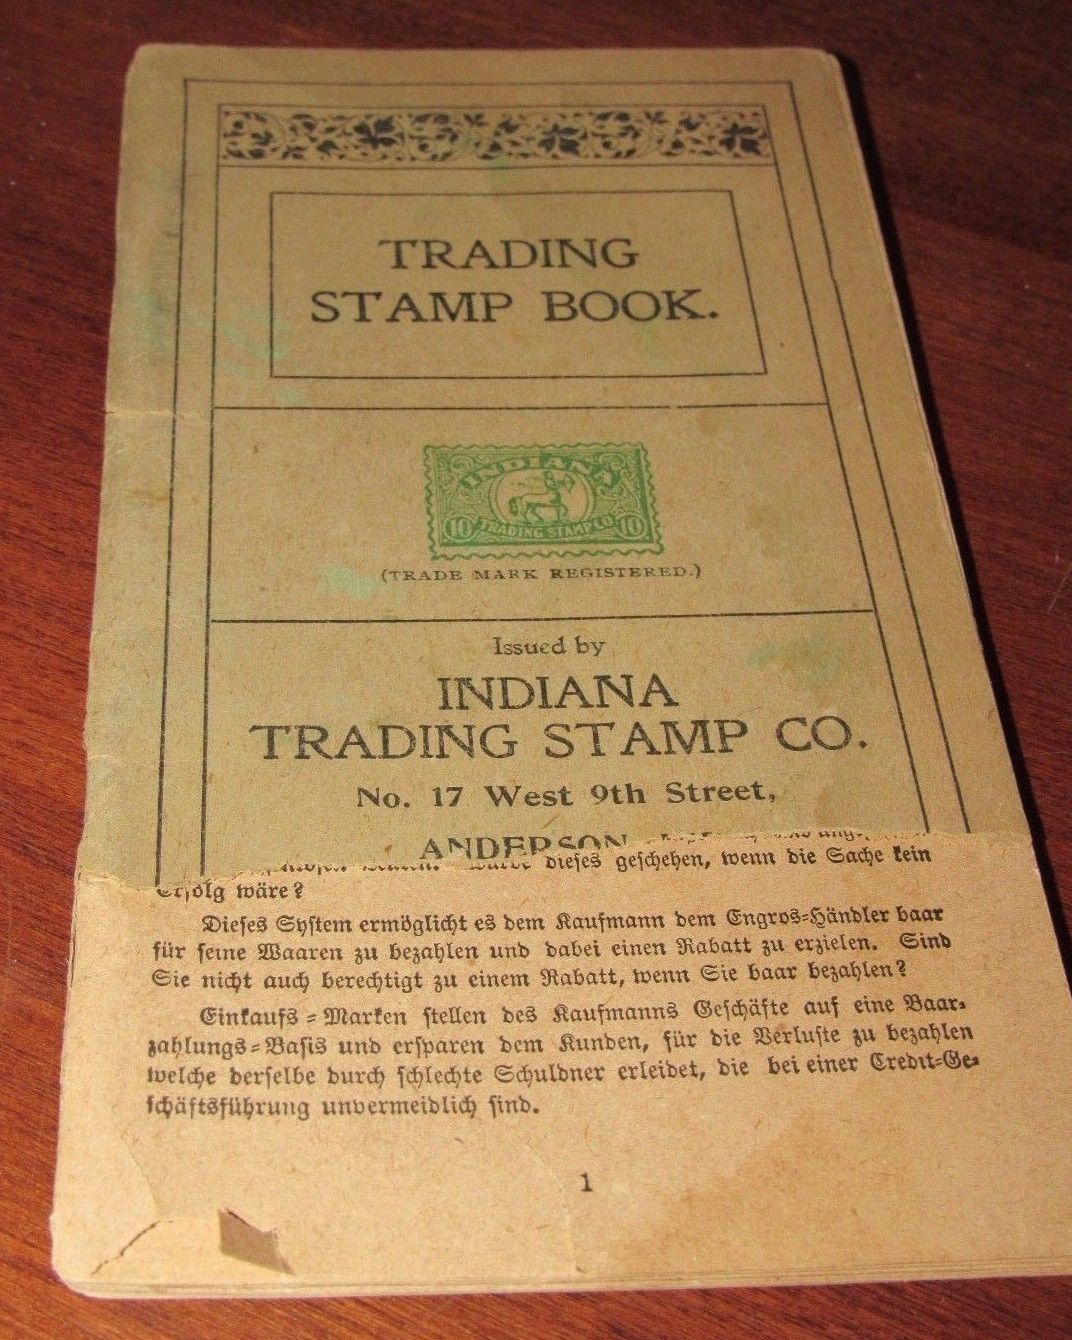 TRADING
STAMP BOOK.
INDIANA
10 TRADING STAMP CO 10
(TRADE MARK REGISTERED.)
Issued by
INDIANA
TRADING STAMP CO.
No. 17 West 9th Street,
ANDERSON
dieses geschehen, wenn die Sache kein
Erfolg wäre?
Dieses System ermöglicht es dem Kaufmann dem Engros-Händler baar
für seine Waaren zu bezahlen und dabei einen Rabatt zu erzielen. Sind
Sie nicht auch berechtigt zu einem Rabatt, wenn Sie baar bezahlen?
Einkaufs-Marken stellen des Kaufmanns Geschäfte auf eine Baar-
zahlungs-Basis und ersparen dem Kunden, für die Verluste zu bezahlen
welche derselbe durch schlechte Schuldner erleidet, die bei einer Credit-Ge-
schäftsführung unvermeidlich sind.
1